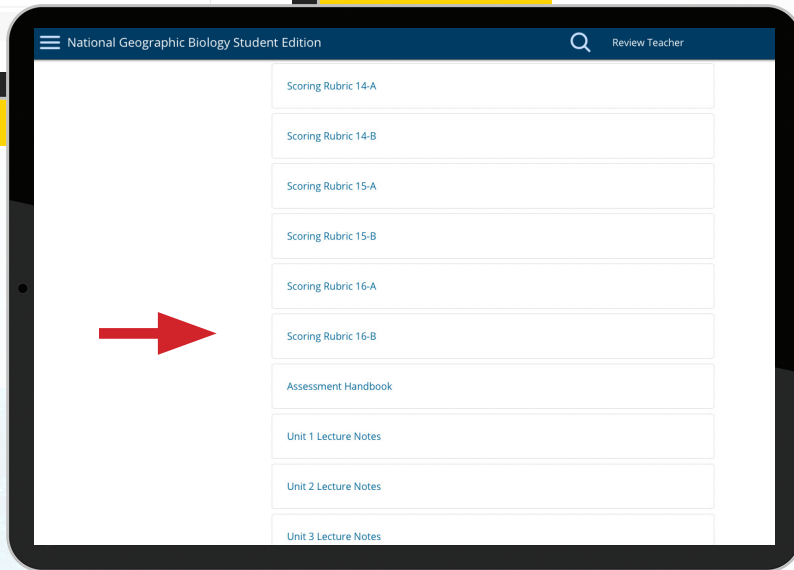 National Geographic Biology Student Edition
Review Teacher
Scoring Rubric 14-A
Scoring Rubric 14-B
Scoring Rubric 15-A
Scoring Rubric 15-B
Scoring Rubric 16-A
Scoring Rubric 16-B
Assessment Handbook
Unit 1 Lecture Notes
Unit 2 Lecture Notes
Unit 3 Lecture Notes